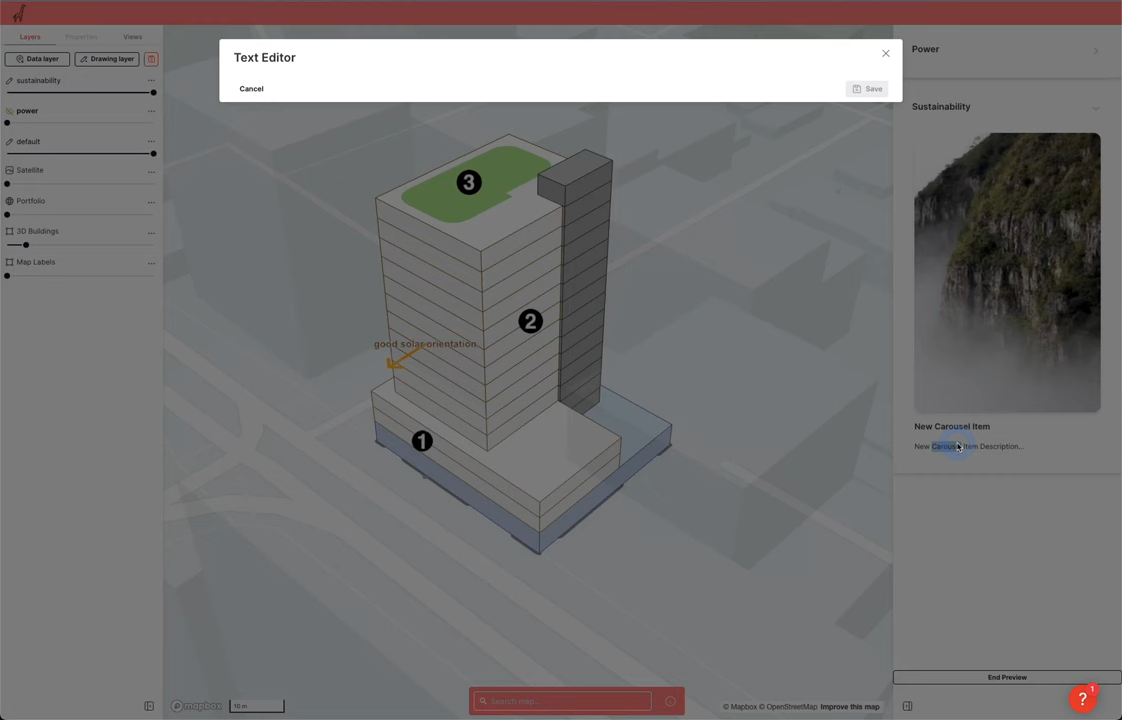 Layers Properties Views
Data layer Drawing layer
sustainability
power
default
Satellite
Portfolio
3D Buildings
Map Labels
Text Editor
Cancel
Save
3
2
good solar orientation
1
mapbox
10 m
Search map...
© Mapbox © OpenStreetMap Improve this map
Power
Sustainability
New Carousel Item
New Carousel Item Description...
End Preview
?
1